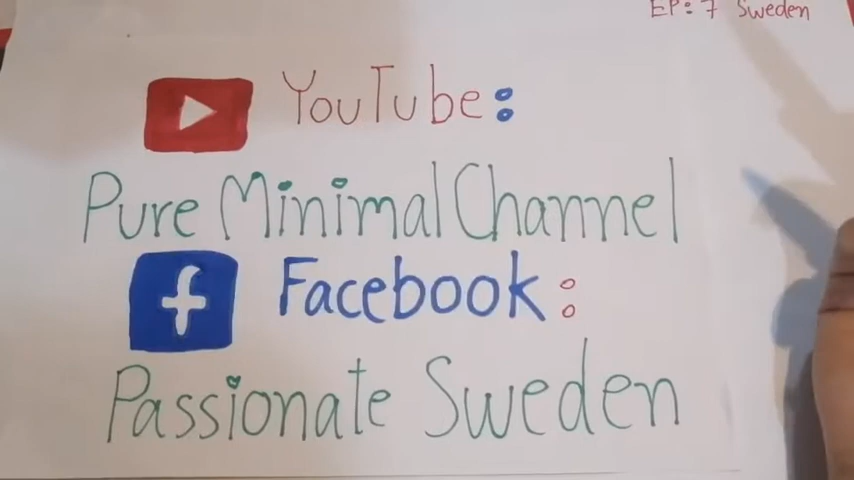 EP: 7 Sweden
YouTube:
Pure Minimal Channel
f Facebook:
Passionate Sweden